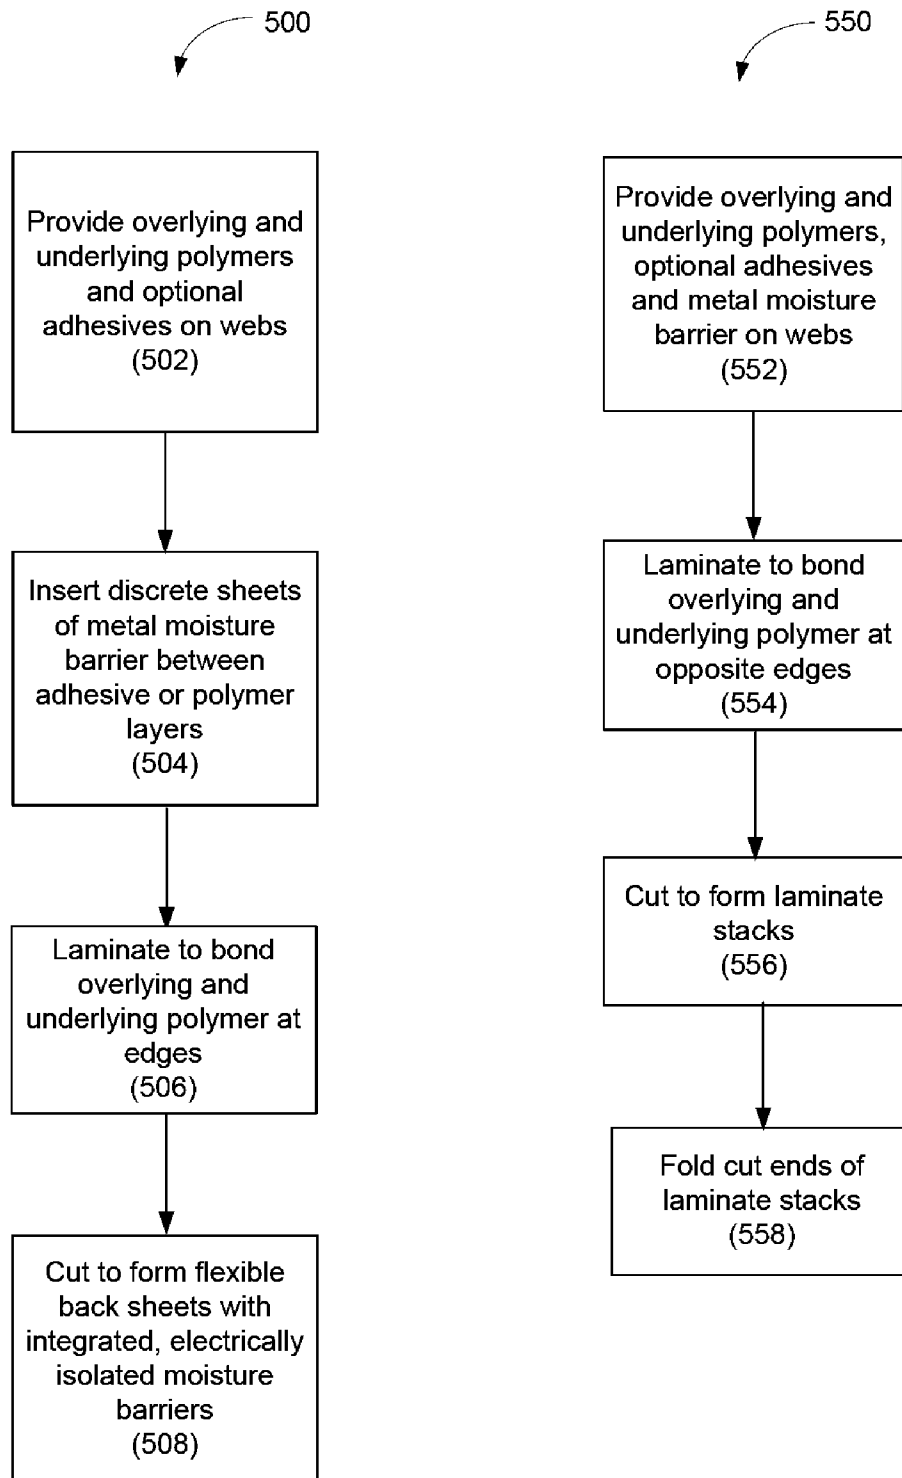 500
Provide overlying and
underlying polymers
and optional
adhesives on webs
(502)
Insert discrete sheets
of metal moisture
barrier between
adhesive or polymer
layers
(504)
Laminate to bond
overlying and
underlying polymer at
edges
(506)
Cut to form flexible
back sheets with
integrated, electrically
isolated moisture
barriers
(508)
550
Provide overlying and
underlying polymers,
optional adhesives
and metal moisture
barrier on webs
(552)
Laminate to bond
overlying and
underlying polymer at
opposite edges
(554)
Cut to form laminate
stacks
(556)
Fold cut ends of
laminate stacks
(558)